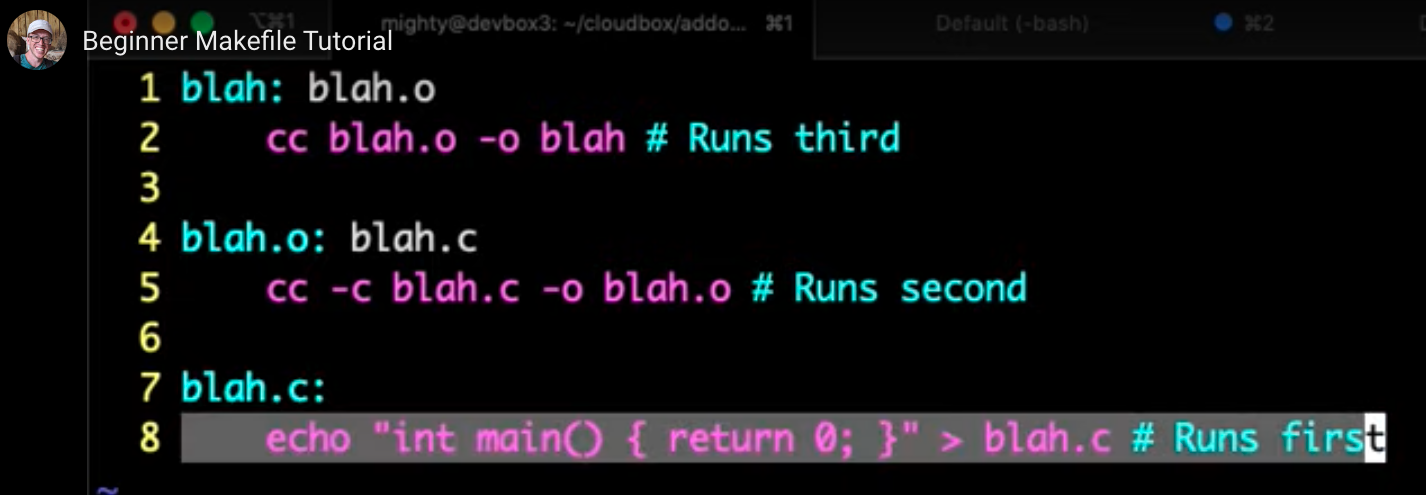 ⌥⌘1 mighty@devbox3: ~/cloudbox/addo... ⌘1 Default (-bash) ⌘2
Beginner Makefile Tutorial
1 blah: blah.o
2 cc blah.o -o blah # Runs third
3
4 blah.o: blah.c
5 cc -c blah.c -o blah.o # Runs second
6
7 blah.c:
8 echo "int main() { return 0; }" > blah.c # Runs first
~